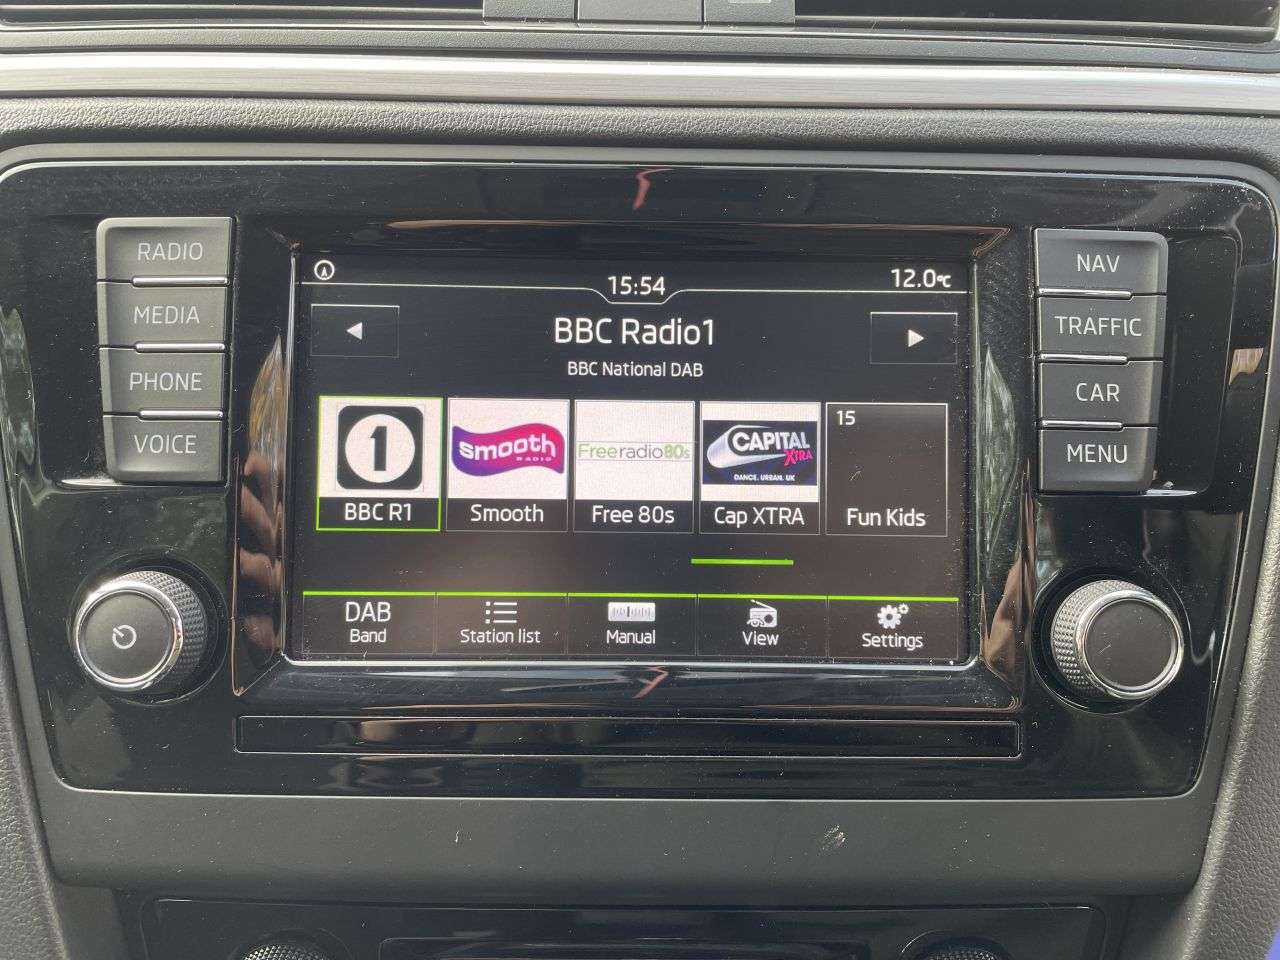 RADIO
MEDIA
PHONE
VOICE
15:54
12.0°C
BBC Radio1
BBC National DAB
1
smooth
RADIO
Freeradio80s
CAPITAL
XTRA
DANCE. URBAN. UK
15
BBC R1
Smooth
Free 80s
Cap XTRA
Fun Kids
DAB
Band
Station list
Manual
View
Settings
NAV
TRAFFIC
CAR
MENU